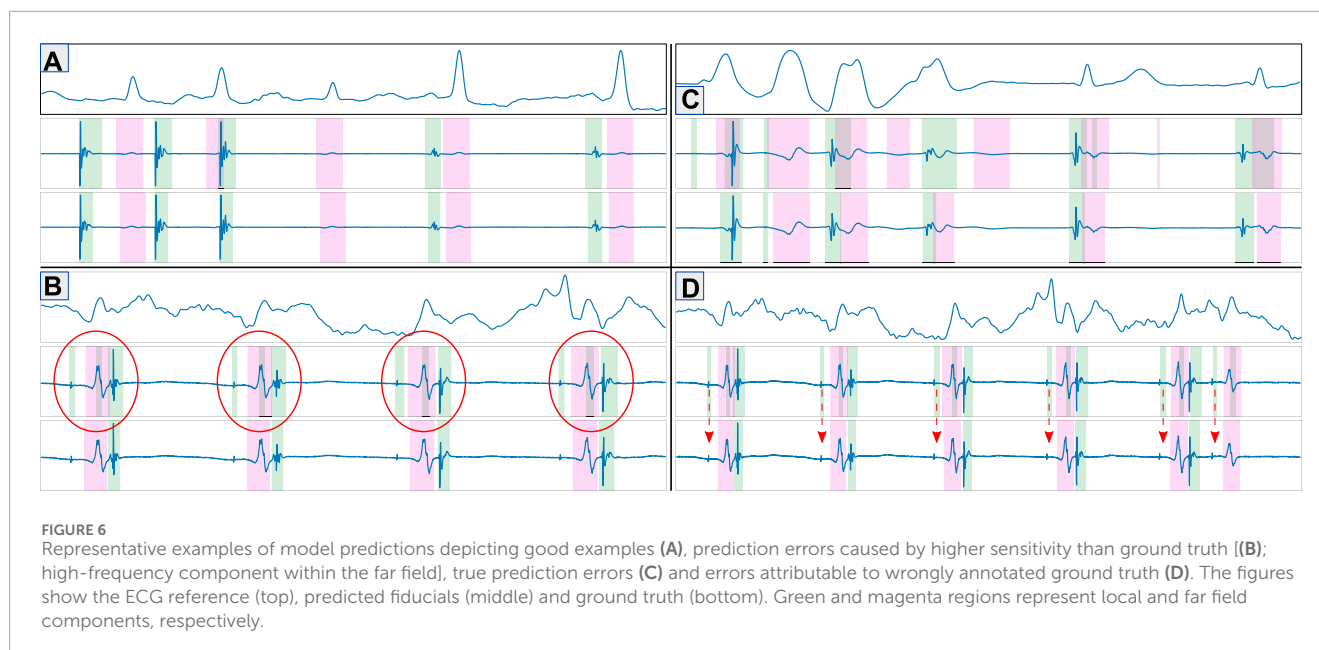 A
C
B
D
FIGURE 6
Representative examples of model predictions depicting good examples (A), prediction errors caused by higher sensitivity than ground truth [(B);
high-frequency component within the far field], true prediction errors (C) and errors attributable to wrongly annotated ground truth (D). The figures
show the ECG reference (top), predicted fiducials (middle) and ground truth (bottom). Green and magenta regions represent local and far field
components, respectively.